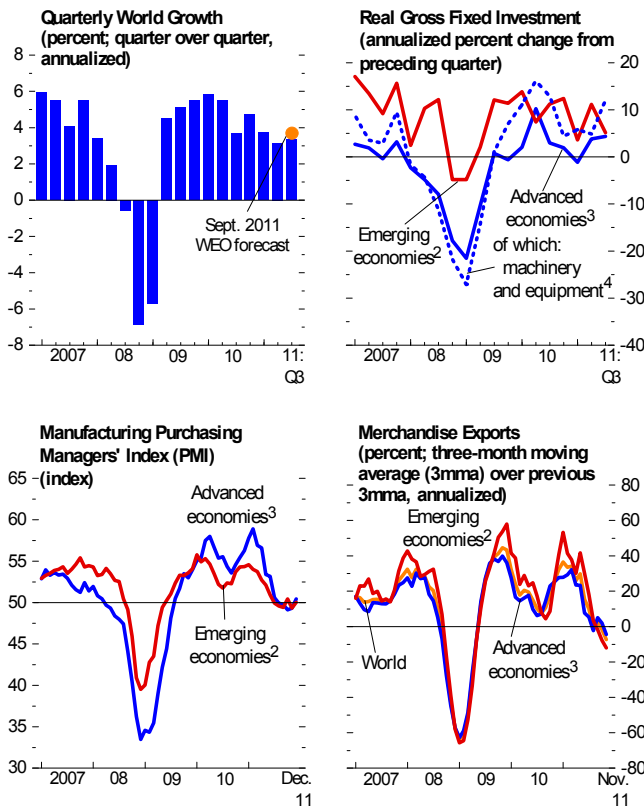 Quarterly World Growth
(percent; quarter over quarter,
annualized)
8
6
4
2
0
-2
-4
-6
-8
Sept. 2011
WEO forecast
2007 08 09 10 11:
Q3
Real Gross Fixed Investment
(annualized percent change from
preceding quarter)
20
10
0
-10
-20
-30
-40
Emerging
economies2
Advanced
economies3
of which:
machinery
and equipment4
2007 08 09 10 11:
Q3
Manufacturing Purchasing
Managers' Index (PMI)
(index)
65
60
55
50
45
40
35
30
Advanced
economies3
Emerging
economies2
2007 08 09 10 Dec.
11
Merchandise Exports
(percent; three-month moving
average (3mma) over previous
3mma, annualized)
80
60
40
20
0
-20
-40
-60
-80
Emerging
economies2
World
Advanced
economies3
2007 08 09 10 Nov.
11